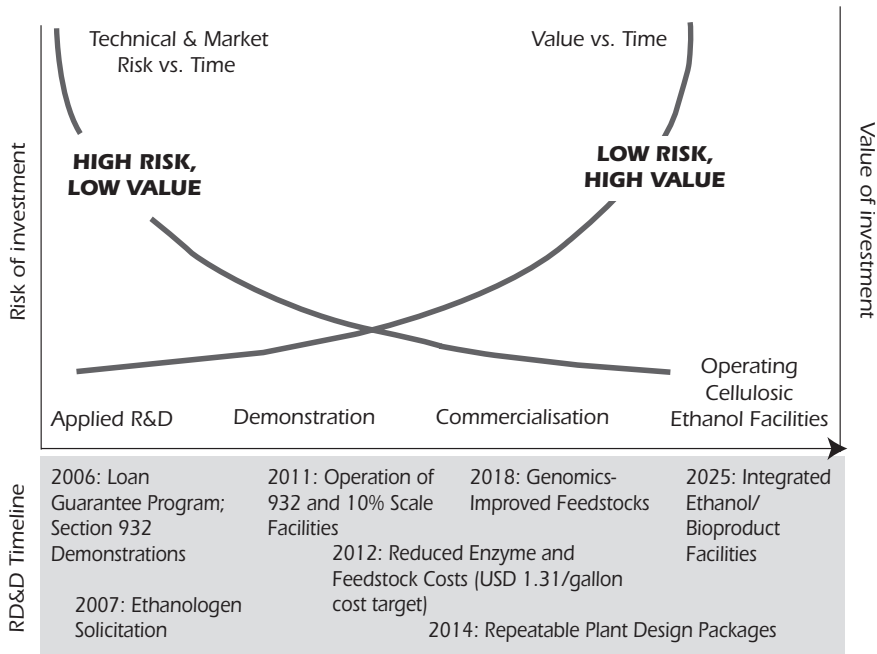 Technical & Market
Risk vs. Time
Value vs. Time
HIGH RISK,
LOW VALUE
LOW RISK,
HIGH VALUE
Risk of investment
Value of investment
Applied R&D
Demonstration
Commercialisation
Operating
Cellulosic
Ethanol Facilities
RD&D Timeline
2006: Loan
Guarantee Program;
Section 932
Demonstrations
2007: Ethanologen
Solicitation
2011: Operation of
932 and 10% Scale
Facilities
2012: Reduced Enzyme and
Feedstock Costs (USD 1.31/gallon
cost target)
2014: Repeatable Plant Design Packages
2018: Genomics-
Improved Feedstocks
2025: Integrated
Ethanol/
Bioproduct
Facilities